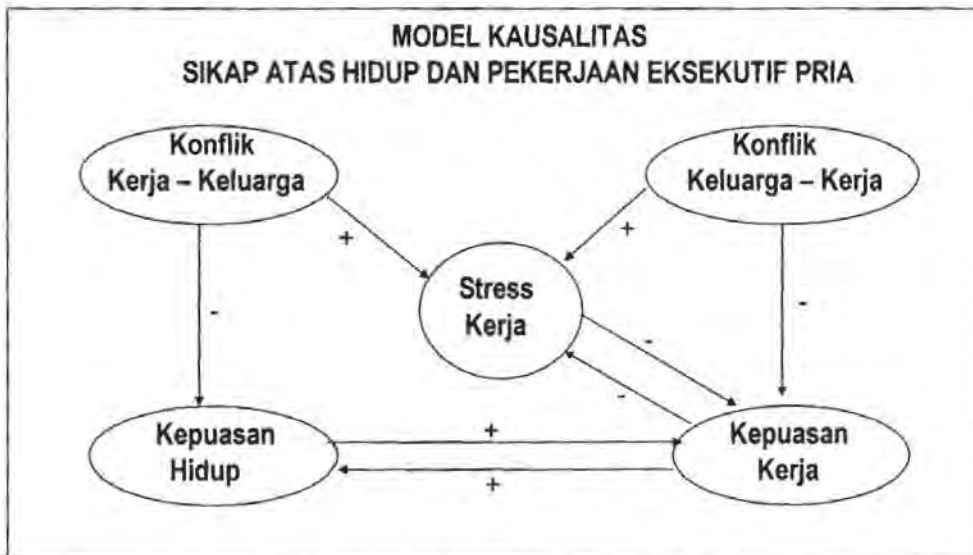 MODEL KAUSALITAS
SIKAP ATAS HIDUP DAN PEKERJAAN EKSEKUTIF PRIA
Konflik
Kerja – Keluarga
Konflik
Keluarga – Kerja
+
+
Stress
Kerja
-
-
-
-
Kepuasan
Hidup
+
+
Kepuasan
Kerja